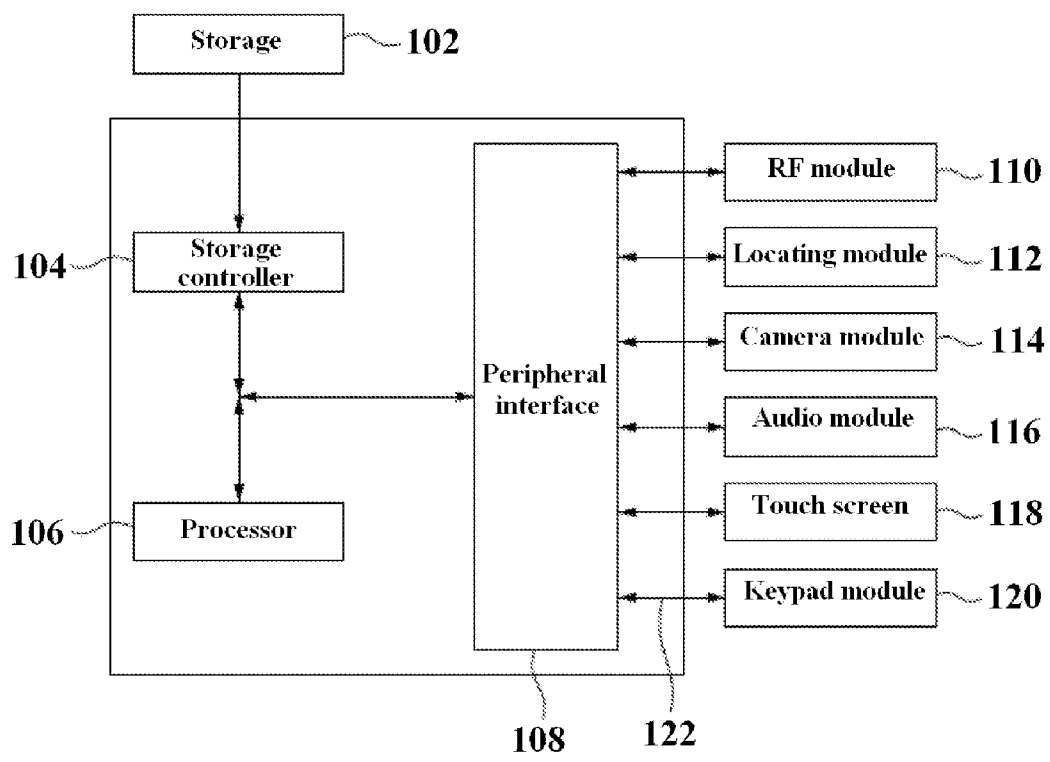 Storage
102
RF module
110
Storage
controller
104
Locating module
112
Camera module
114
Peripheral
interface
Audio module
116
Processor
106
Touch screen
118
Keypad module
120
108
122